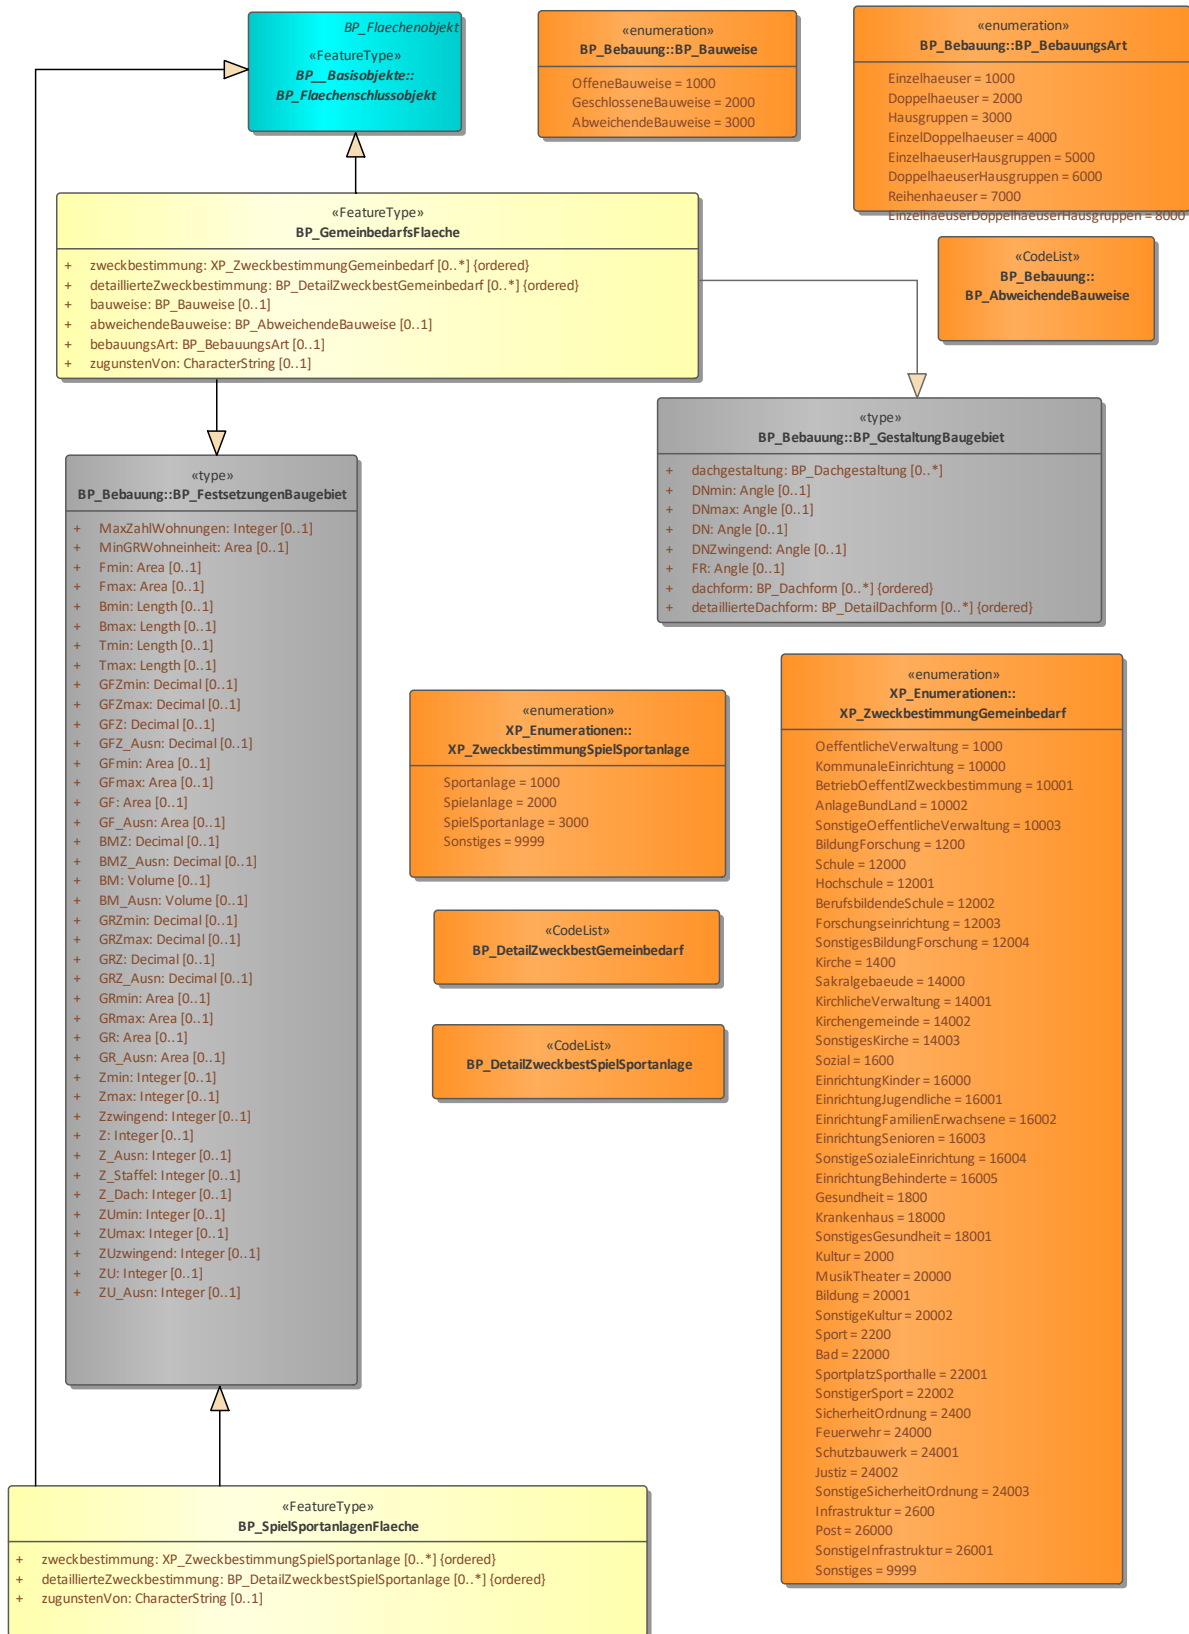 BP_Flaechenobjekt
«FeatureType»
BP__Basisobjekte::
BP_Flaechenschlussobjekt
«enumeration»
BP_Bebauung::BP_Bauweise
OffeneBauweise = 1000
GeschlosseneBauweise = 2000
AbweichendeBauweise = 3000
«enumeration»
BP_Bebauung::BP_BebauungsArt
Einzelhaeuser = 1000
Doppelhaeuser = 2000
Hausgruppen = 3000
EinzelDoppelhaeuser = 4000
EinzelhaeuserHausgruppen = 5000
DoppelhaeuserHausgruppen = 6000
Reihenhaeuser = 7000
EinzelhaeuserDoppelhaeuserHausgruppen = 8000
«FeatureType»
BP_GemeinbedarfsFlaeche
+ zweckbestimmung: XP_ZweckbestimmungGemeinbedarf [0..*] {ordered}
+ detaillierteZweckbestimmung: BP_DetailZweckbestGemeinbedarf [0..*] {ordered}
+ bauweise: BP_Bauweise [0..1]
+ abweichendeBauweise: BP_AbweichendeBauweise [0..1]
+ bebauungsArt: BP_BebauungsArt [0..1]
+ zugunstenVon: CharacterString [0..1]
«CodeList»
BP_Bebauung::
BP_AbweichendeBauweise
«type»
BP_Bebauung::BP_GestaltungBaugebiet
+ dachgestaltung: BP_Dachgestaltung [0..*]
+ DNmin: Angle [0..1]
+ DNmax: Angle [0..1]
+ DN: Angle [0..1]
+ DNZwingend: Angle [0..1]
+ FR: Angle [0..1]
+ dachform: BP_Dachform [0..*] {ordered}
+ detaillierteDachform: BP_DetailDachform [0..*] {ordered}
«type»
BP_Bebauung::BP_FestsetzungenBaugebiet
+ MaxZahlWohnungen: Integer [0..1]
+ MinGRWohneinheit: Area [0..1]
+ Fmin: Area [0..1]
+ Fmax: Area [0..1]
+ Bmin: Length [0..1]
+ Bmax: Length [0..1]
+ Tmin: Length [0..1]
+ Tmax: Length [0..1]
+ GFZmin: Decimal [0..1]
+ GFZmax: Decimal [0..1]
+ GFZ: Decimal [0..1]
+ GFZ_Ausn: Decimal [0..1]
+ GFmin: Area [0..1]
+ GFmax: Area [0..1]
+ GF: Area [0..1]
+ GF_Ausn: Area [0..1]
+ BMZ: Decimal [0..1]
+ BMZ_Ausn: Decimal [0..1]
+ BM: Volume [0..1]
+ BM_Ausn: Volume [0..1]
+ GRZmin: Decimal [0..1]
+ GRZmax: Decimal [0..1]
+ GRZ: Decimal [0..1]
+ GRZ_Ausn: Decimal [0..1]
+ GRmin: Area [0..1]
+ GRmax: Area [0..1]
+ GR: Area [0..1]
+ GR_Ausn: Area [0..1]
+ Zmin: Integer [0..1]
+ Zmax: Integer [0..1]
+ Zzwingend: Integer [0..1]
+ Z: Integer [0..1]
+ Z_Ausn: Integer [0..1]
+ Z_Staffel: Integer [0..1]
+ Z_Dach: Integer [0..1]
+ ZUmin: Integer [0..1]
+ ZUmax: Integer [0..1]
+ ZUzwingend: Integer [0..1]
+ ZU: Integer [0..1]
+ ZU_Ausn: Integer [0..1]
«enumeration»
XP_Enumerationen::
XP_ZweckbestimmungSpielSportanlage
Sportanlage = 1000
Spielanlage = 2000
SpielSportanlage = 3000
Sonstiges = 9999
«CodeList»
BP_DetailZweckbestGemeinbedarf
«CodeList»
BP_DetailZweckbestSpielSportanlage
«enumeration»
XP_Enumerationen::
XP_ZweckbestimmungGemeinbedarf
OeffentlicheVerwaltung = 1000
KommunaleEinrichtung = 10000
BetriebOeffentlZweckbestimmung = 10001
AnlageBundLand = 10002
SonstigeOeffentlicheVerwaltung = 10003
BildungForschung = 1200
Schule = 12000
Hochschule = 12001
BerufsbildendeSchule = 12002
Forschungseinrichtung = 12003
SonstigesBildungForschung = 12004
Kirche = 1400
Sakralgebaeude = 14000
KirchlicheVerwaltung = 14001
Kirchengemeinde = 14002
SonstigesKirche = 14003
Sozial = 1600
EinrichtungKinder = 16000
EinrichtungJugendliche = 16001
EinrichtungFamilienErwachsene = 16002
EinrichtungSenioren = 16003
SonstigeSozialeEinrichtung = 16004
EinrichtungBehinderte = 16005
Gesundheit = 1800
Krankenhaus = 18000
SonstigesGesundheit = 18001
Kultur = 2000
MusikTheater = 20000
Bildung = 20001
SonstigeKultur = 20002
Sport = 2200
Bad = 22000
SportplatzSporthalle = 22001
SonstigerSport = 22002
SicherheitOrdnung = 2400
Feuerwehr = 24000
Schutzbauwerk = 24001
Justiz = 24002
SonstigeSicherheitOrdnung = 24003
Infrastruktur = 2600
Post = 26000
SonstigeInfrastruktur = 26001
Sonstiges = 9999
«FeatureType»
BP_SpielSportanlagenFlaeche
+ zweckbestimmung: XP_ZweckbestimmungSpielSportanlage [0..*] {ordered}
+ detaillierteZweckbestimmung: BP_DetailZweckbestSpielSportanlage [0..*] {ordered}
+ zugunstenVon: CharacterString [0..1]